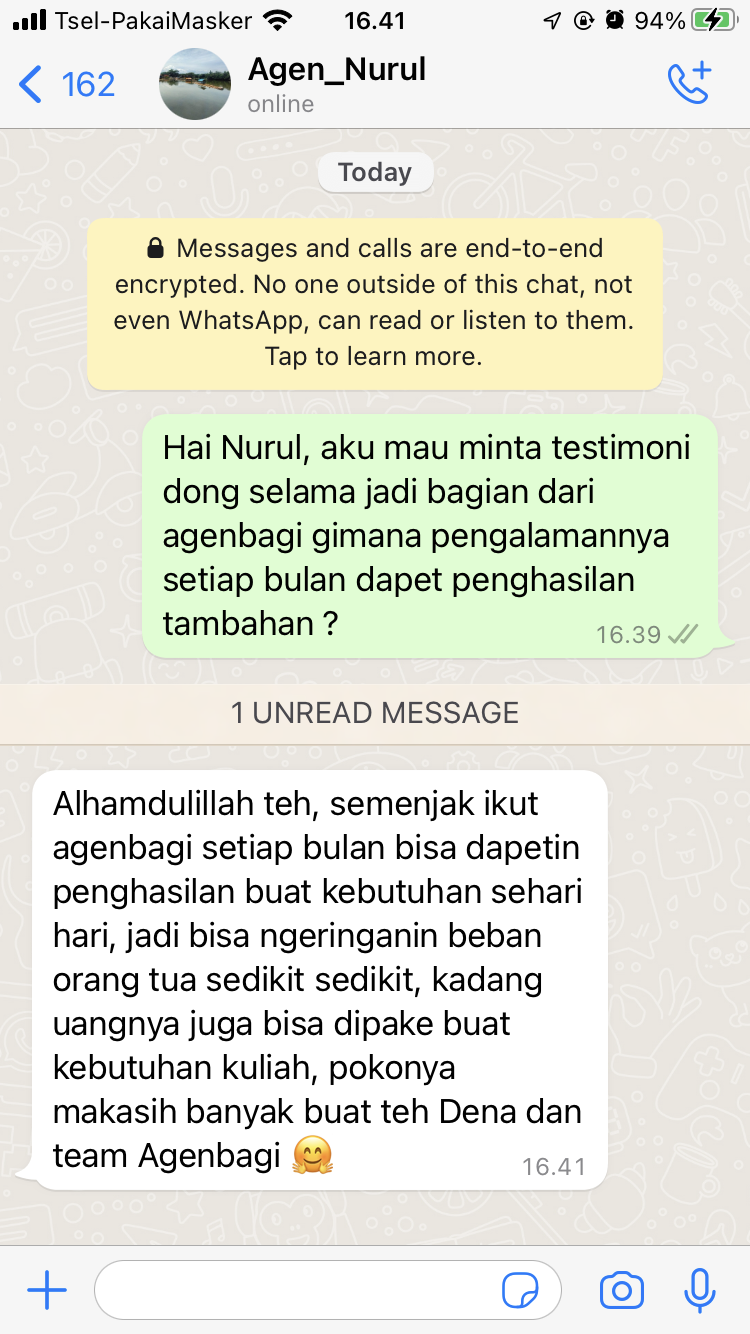 Tsel-PakaiMasker 16.41 94%
162 Agen_Nurul
online
Today
Messages and calls are end-to-end
encrypted. No one outside of this chat, not
even WhatsApp, can read or listen to them.
Tap to learn more.
Hai Nurul, aku mau minta testimoni
dong selama jadi bagian dari
agenbagi gimana pengalamannya
setiap bulan dapet penghasilan
tambahan ?
16.39
1 UNREAD MESSAGE
Alhamdulillah teh, semenjak ikut
agenbagi setiap bulan bisa dapetin
penghasilan buat kebutuhan sehari
hari, jadi bisa ngeringanin beban
orang tua sedikit sedikit, kadang
uangnya juga bisa dipake buat
kebutuhan kuliah, pokonya
makasih banyak buat teh Dena dan
team Agenbagi 🤗
16.41